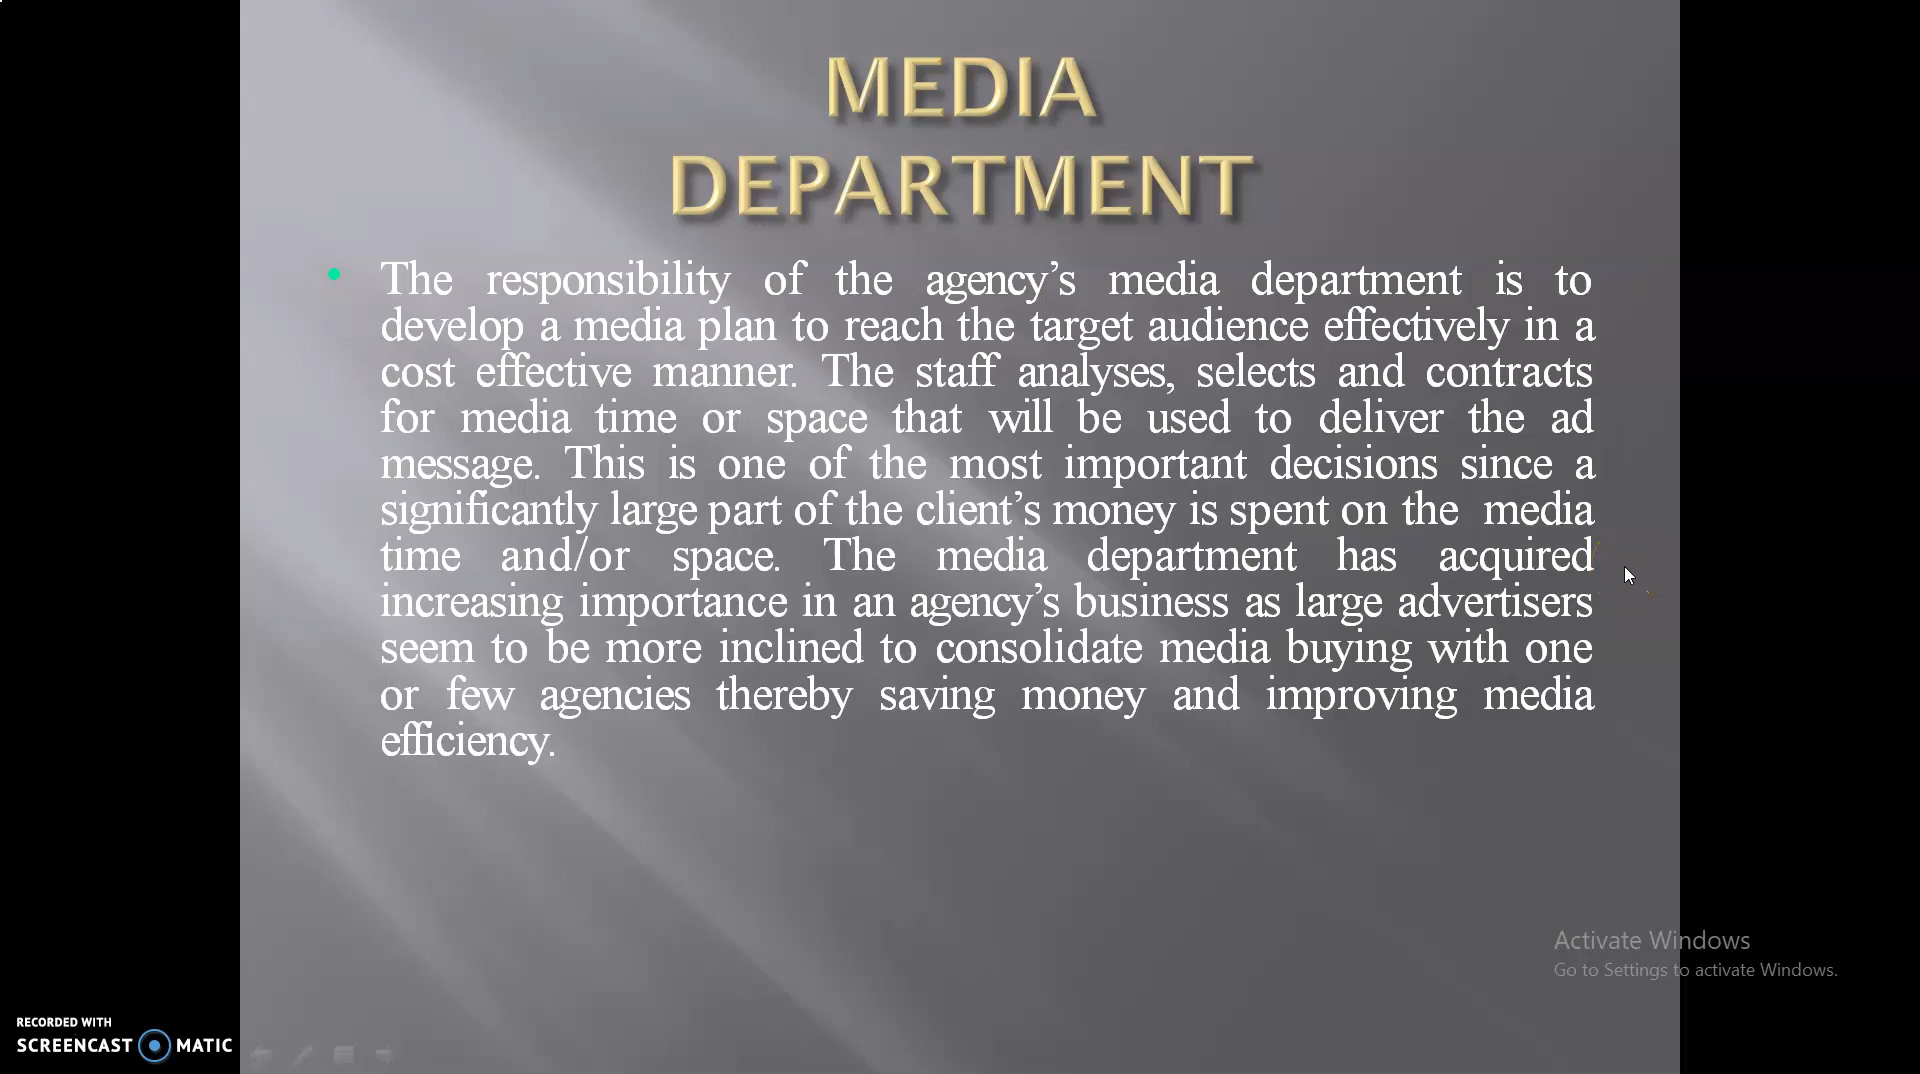 MEDIA
DEPARTMENT
• The responsibility of the agency’s media department is to
develop a media plan to reach the target audience effectively in a
cost effective manner. The staff analyses, selects and contracts
for media time or space that will be used to deliver the ad
message. This is one of the most important decisions since a
significantly large part of the client’s money is spent on the media
time and/or space. The media department has acquired
increasing importance in an agency’s business as large advertisers
seem to be more inclined to consolidate media buying with one
or few agencies thereby saving money and improving media
efficiency.
Activate Windows
Go to Settings to activate Windows.
RECORDED WITH
SCREENCAST MATIC